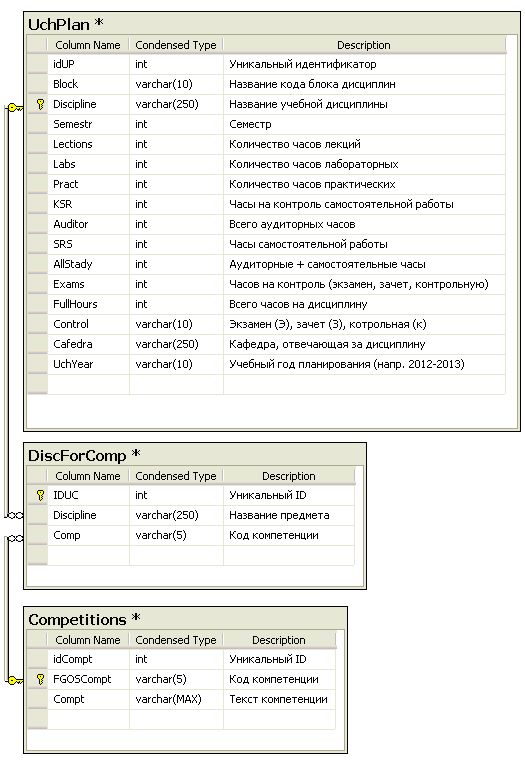 UchPlan *
Column Name Condensed Type Description
idUP int Уникальный идентификатор
Block varchar(10) Название кода блока дисциплин
Discipline varchar(250) Название учебной дисциплины
Semestr int Семестр
Lections int Количество часов лекций
Labs int Количество часов лабораторных
Pract int Количество часов практических
KSR int Часы на контроль самостоятельной работы
Auditor int Всего аудиторных часов
SRS int Часы самостоятельной работы
AllStady int Аудиторные + самостоятельные часы
Exams int Часов на контроль (экзамен, зачет, контрольную)
FullHours int Всего часов на дисциплину
Control varchar(10) Экзамен (Э), зачет (З), котрольная (к)
Cafedra varchar(250) Кафедра, отвечающая за дисциплину
UchYear varchar(10) Учебный год планирования (напр. 2012-2013)
DiscForComp *
Column Name Condensed Type Description
IDUC int Уникальный ID
Discipline varchar(250) Название предмета
Comp varchar(5) Код компетенции
Competitions *
Column Name Condensed Type Description
idCompt int Уникальный ID
FGOSCompt varchar(5) Код компетенции
Compt varchar(MAX) Текст компетенции